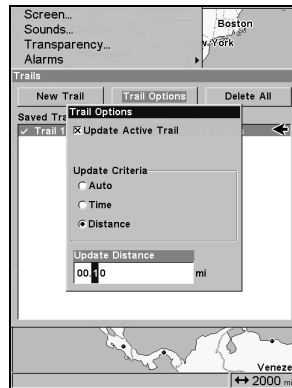 Screen...
Sounds...
Transparency...
Alarms
Boston
York
Trails
New Trail
Trail Options
Delete All
Saved Tra
Trail Options
✓ Trail 1
Update Active Trail
Update Criteria
Auto
Time
Distance
Update Distance
00.10 mi
Veneze
↔ 2000 mi